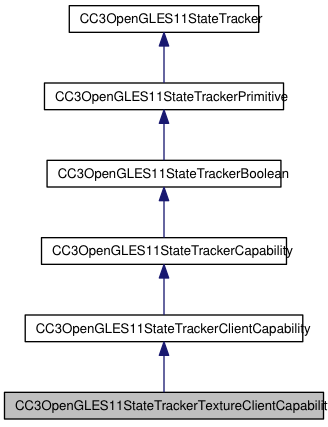 CC3OpenGLES11StateTracker
CC3OpenGLES11StateTrackerPrimitive
CC3OpenGLES11StateTrackerBoolean
CC3OpenGLES11StateTrackerCapability
CC3OpenGLES11StateTrackerClientCapability
CC3OpenGLES11StateTrackerTextureClientCapabilit